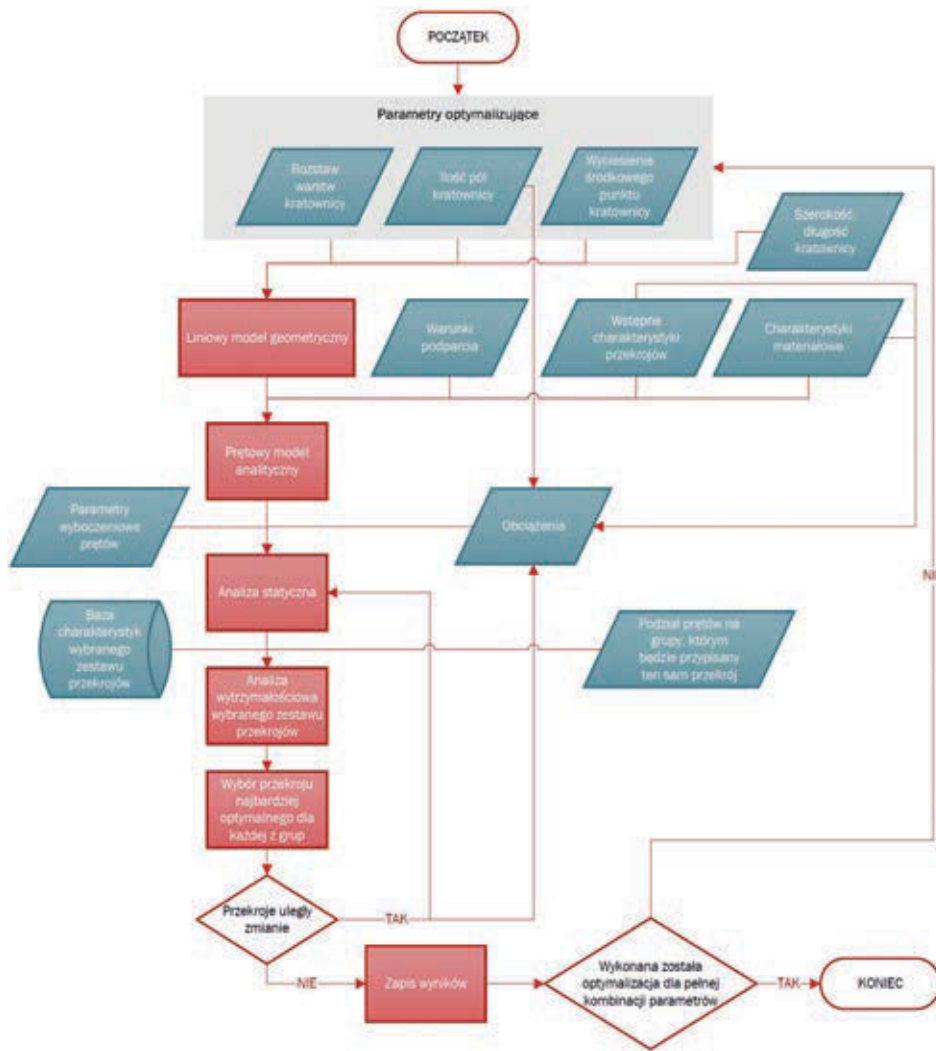 POCZĄTEK
Parametry optymalizujące
Rozstaw
warstw
kratownicy
Ilość pól
kratownicy
Wyniesienie
środkowego
punktu
kratownicy
Szerokość,
długość
kratownicy
Liniowy model geometryczny
Warunki
podparcia
Wstępne
charakterystyki
przekrojów
Charakterystyki
materiałowe
Prętowy model
analityczny
Parametry
wyboczeniowe
prętów
Obciążenia
Analiza statyczna
NI
Baza
charakterystyk
wybranego
zestawu
przekrojów
Podział prętów na
grupy, którym
będzie przypisany
ten sam przekrój
Analiza
wytrzymałościowa
wybranego zestawu
przekrojów
Wybór przekroju
najbardziej
optymalnego dla
każdej z grup
Przekroje uległy
zmianie
TAK
NIE
Zapis wyników
Wykonana została
optymalizacja dla pełnej
kombinacji parametrów
TAK
KONIEC